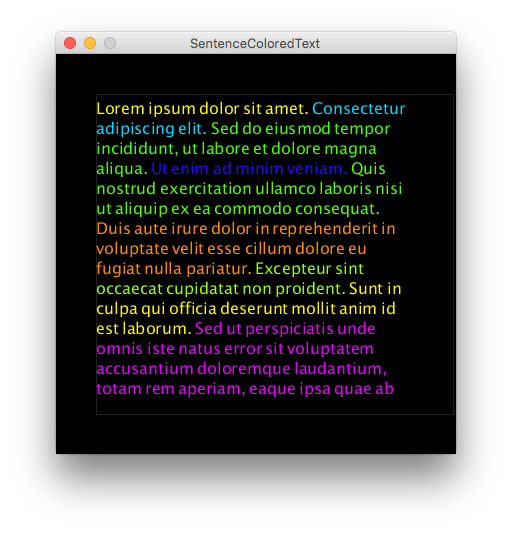 SentenceColoredText
Lorem ipsum dolor sit amet. Consectetur
adipiscing elit. Sed do eiusmod tempor
incididunt, ut labore et dolore magna
aliqua. Ut enim ad minim veniam. Quis
nostrud exercitation ullamco laboris nisi
ut aliquip ex ea commodo consequat.
Duis aute irure dolor in reprehenderit in
voluptate velit esse cillum dolore eu
fugiat nulla pariatur. Excepteur sint
occaecat cupidatat non proident. Sunt in
culpa qui officia deserunt mollit anim id
est laborum. Sed ut perspiciatis unde
omnis iste natus error sit voluptatem
accusantium doloremque laudantium,
totam rem aperiam, eaque ipsa quae ab